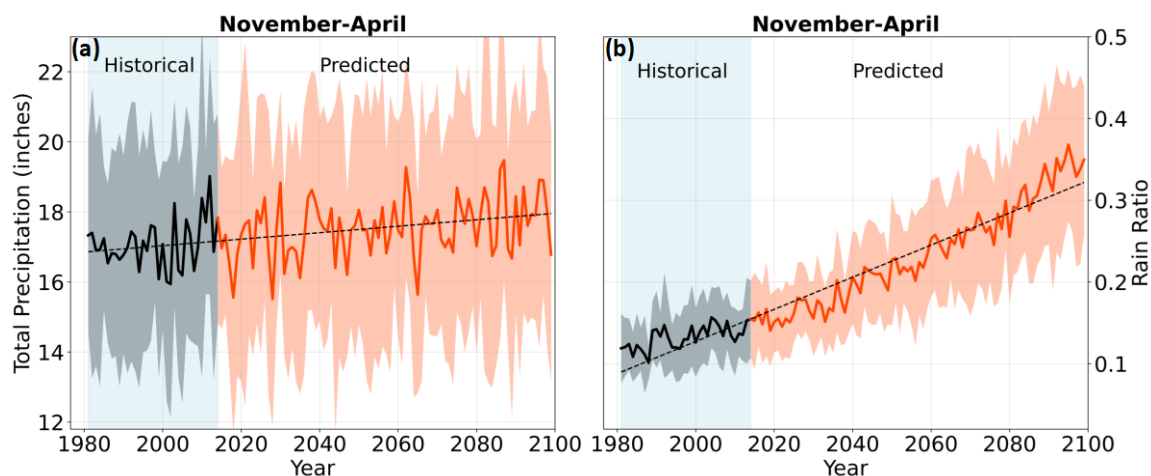 November-April
(a)
Historical
Predicted
Total Precipitation (inches)
22
20
18
16
14
12
1980
2000
2020
2040
2060
2080
2100
Year
November-April
(b)
Historical
Predicted
0.5
0.4
0.3
0.2
0.1
Rain Ratio
1980
2000
2020
2040
2060
2080
2100
Year